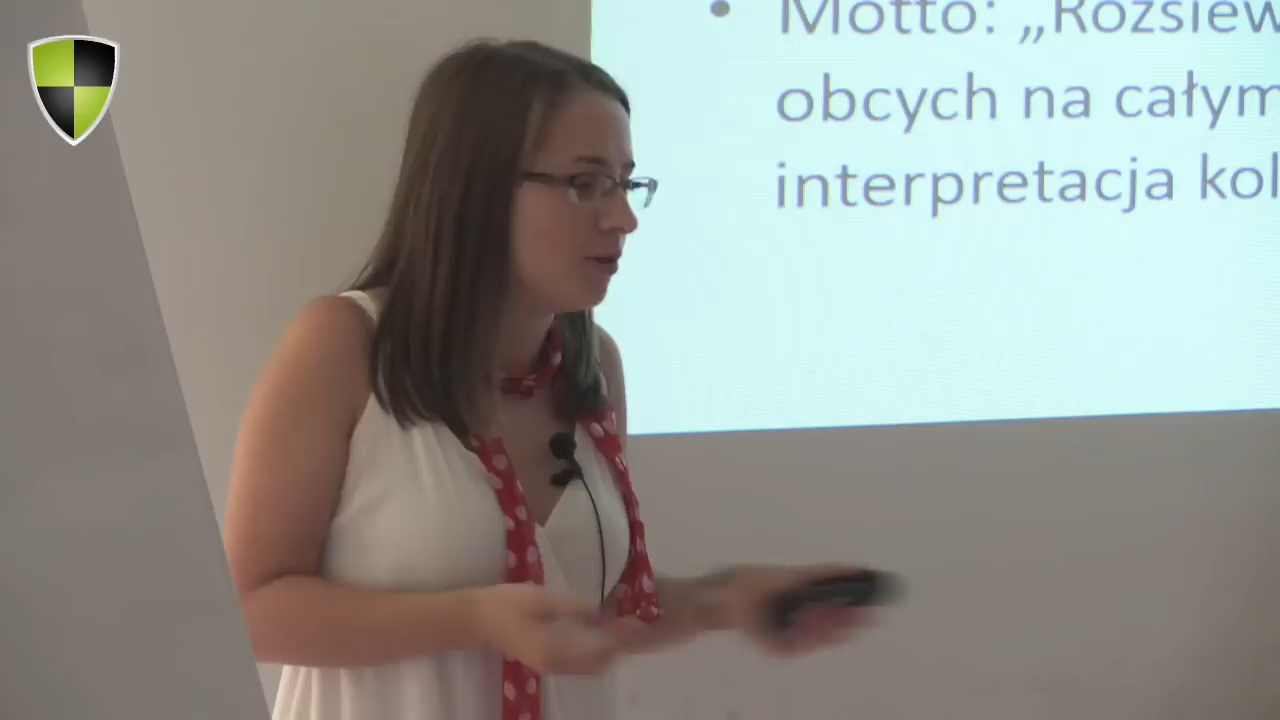 • Motto: „Rozsiew
obcych na całym
interpretacja kol